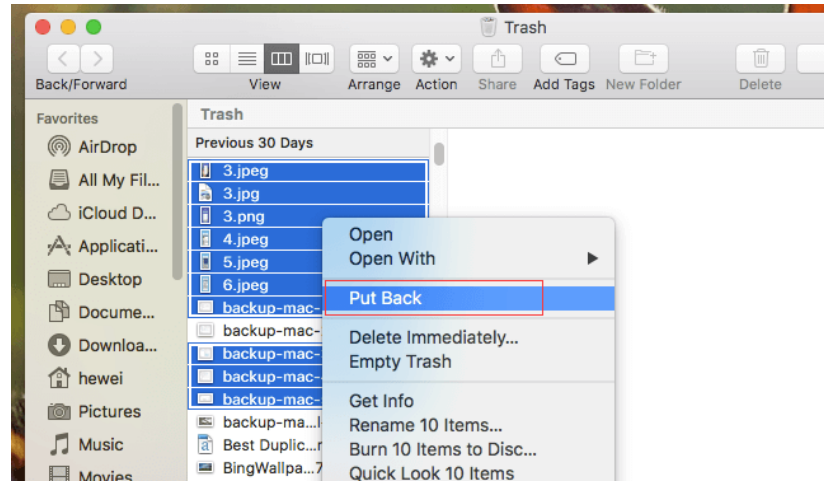 Trash
Back/Forward
View
Arrange
Action
Share
Add Tags
New Folder
Delete
Favorites
AirDrop
All My Fil...
iCloud D...
Applicati...
Desktop
Docume...
Downloa...
hewei
Pictures
Music
Movies
Trash
Previous 30 Days
3.jpeg
3.jpg
3.png
4.jpeg
5.jpeg
6.jpeg
backup-mac-
backup-mac-
backup-mac-
backup-mac-
backup-mac-
backup-ma...l
Best Duplic...r
BingWallpa...7
Open
Open With
Put Back
Delete Immediately...
Empty Trash
Get Info
Rename 10 Items...
Burn 10 Items to Disc...
Quick Look 10 Items